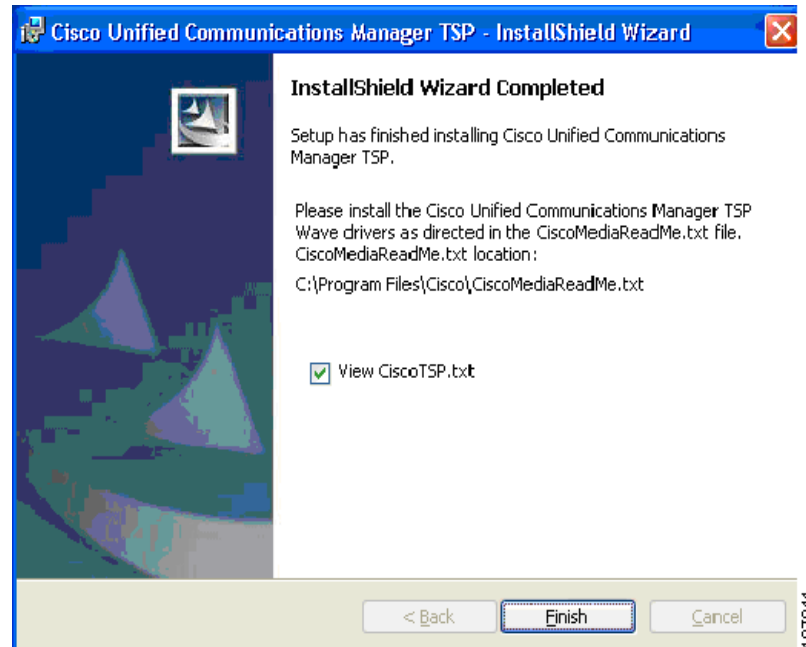 Cisco Unified Communications Manager TSP - InstallShield Wizard
InstallShield Wizard Completed
Setup has finished installing Cisco Unified Communications
Manager TSP.
Please install the Cisco Unified Communications Manager TSP
Wave drivers as directed in the CiscoMediaReadMe.txt file.
CiscoMediaReadMe.txt location:
C:\Program Files\Cisco\CiscoMediaReadMe.txt
View CiscoTSP.txt
< Back
Finish
Cancel